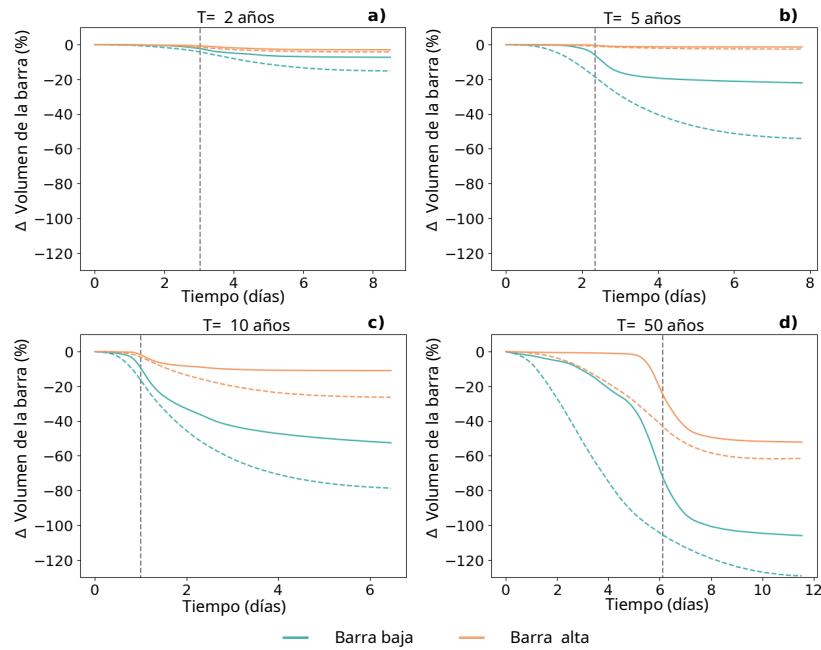 T=  2 años
a)
Δ Volumen de la barra (%)
0
−20
−40
−60
−80
−100
−120
0 2 4 6 8
Tiempo (días)
T=  5 años
b)
Δ Volumen de la barra (%)
0
−20
−40
−60
−80
−100
−120
0 2 4 6 8
Tiempo (días)
T=  10 años
c)
Δ Volumen de la barra (%)
0
−20
−40
−60
−80
−100
−120
0 2 4 6
Tiempo (días)
T=  50 años
d)
Δ Volumen de la barra (%)
0
−20
−40
−60
−80
−100
−120
0 2 4 6 8 10 12
Tiempo (días)
Barra baja
Barra  alta